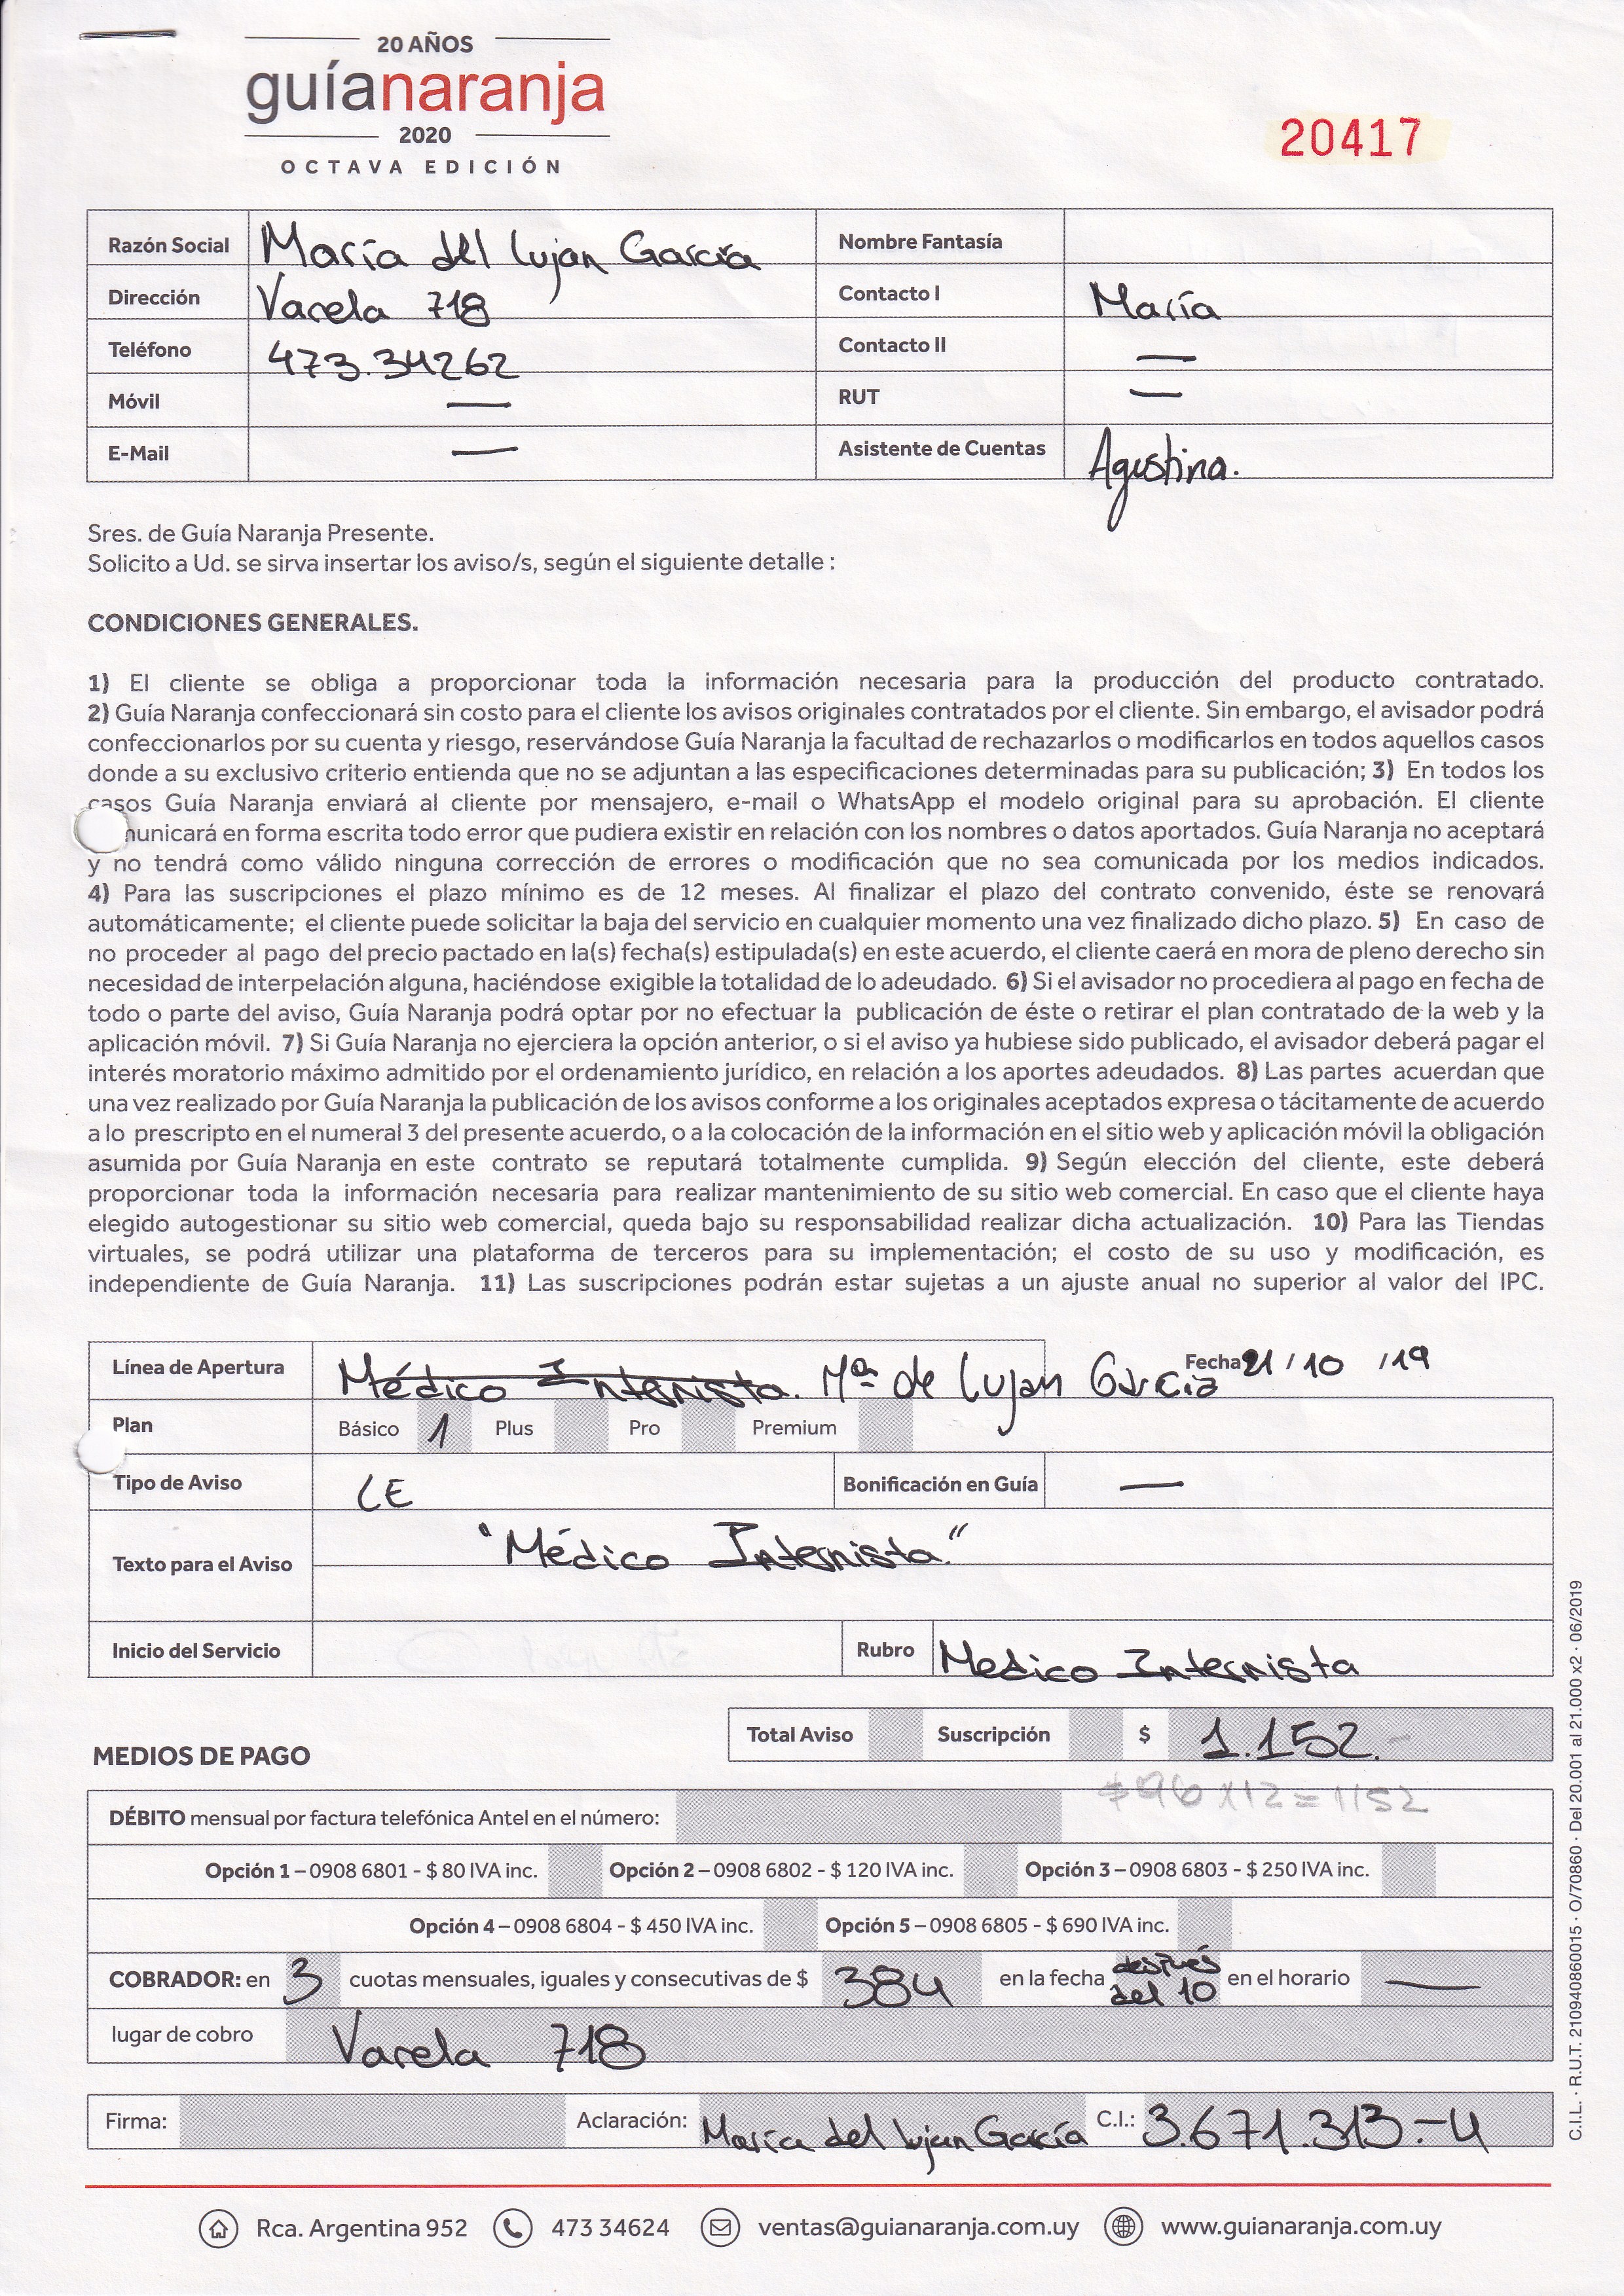 20 AÑOS
guíanaranja
2020
OCTAVA EDICIÓN
20417
Razón Social María del Lujan García Nombre Fantasía
Dirección Varela 718 Contacto I María
Teléfono 473.34262 Contacto II —
Móvil — RUT —
E-Mail — Asistente de Cuentas Agustina.
Sres. de Guía Naranja Presente.
Solicito a Ud. se sirva insertar los aviso/s, según el siguiente detalle :
CONDICIONES GENERALES.
1) El cliente se obliga a proporcionar toda la información necesaria para la producción del producto contratado.
2) Guía Naranja confeccionará sin costo para el cliente los avisos originales contratados por el cliente. Sin embargo, el avisador podrá
confeccionarlos por su cuenta y riesgo, reservándose Guía Naranja la facultad de rechazarlos o modificarlos en todos aquellos casos
donde a su exclusivo criterio entienda que no se adjuntan a las especificaciones determinadas para su publicación; 3) En todos los
casos Guía Naranja enviará al cliente por mensajero, e-mail o WhatsApp el modelo original para su aprobación. El cliente
municará en forma escrita todo error que pudiera existir en relación con los nombres o datos aportados. Guía Naranja no aceptará
y no tendrá como válido ninguna corrección de errores o modificación que no sea comunicada por los medios indicados.
4) Para las suscripciones el plazo mínimo es de 12 meses. Al finalizar el plazo del contrato convenido, éste se renovará
automáticamente; el cliente puede solicitar la baja del servicio en cualquier momento una vez finalizado dicho plazo. 5) En caso de
no proceder al pago del precio pactado en la(s) fecha(s) estipulada(s) en este acuerdo, el cliente caerá en mora de pleno derecho sin
necesidad de interpelación alguna, haciéndose exigible la totalidad de lo adeudado. 6) Si el avisador no procediera al pago en fecha de
todo o parte del aviso, Guía Naranja podrá optar por no efectuar la publicación de éste o retirar el plan contratado de la web y la
aplicación móvil. 7) Si Guía Naranja no ejerciera la opción anterior, o si el aviso ya hubiese sido publicado, el avisador deberá pagar el
interés moratorio máximo admitido por el ordenamiento jurídico, en relación a los aportes adeudados. 8) Las partes acuerdan que
una vez realizado por Guía Naranja la publicación de los avisos conforme a los originales aceptados expresa o tácitamente de acuerdo
a lo prescripto en el numeral 3 del presente acuerdo, o a la colocación de la información en el sitio web y aplicación móvil la obligación
asumida por Guía Naranja en este contrato se reputará totalmente cumplida. 9) Según elección del cliente, este deberá
proporcionar toda la información necesaria para realizar mantenimiento de su sitio web comercial. En caso que el cliente haya
elegido autogestionar su sitio web comercial, queda bajo su responsabilidad realizar dicha actualización. 10) Para las Tiendas
virtuales, se podrá utilizar una plataforma de terceros para su implementación; el costo de su uso y modificación, es
independiente de Guía Naranja. 11) Las suscripciones podrán estar sujetas a un ajuste anual no superior al valor del IPC.
Línea de Apertura Médico Internista. Mª de Lujan García Fecha 21 / 10 / 19
Plan Básico 1 Plus Pro Premium
Tipo de Aviso LE Bonificación en Guía —
Texto para el Aviso "Médico Internista."
Inicio del Servicio Rubro Medico Internista
Total Aviso Suscripción $ 1.152.-
MEDIOS DE PAGO
$96 x12 = 1152
DÉBITO mensual por factura telefónica Antel en el número:
Opción 1 – 0908 6801 - $ 80 IVA inc. Opción 2 – 0908 6802 - $ 120 IVA inc. Opción 3 – 0908 6803 - $ 250 IVA inc.
Opción 4 – 0908 6804 - $ 450 IVA inc. Opción 5 – 0908 6805 - $ 690 IVA inc.
COBRADOR: en 3 cuotas mensuales, iguales y consecutivas de $ 384 en la fecha después del 10 en el horario —
lugar de cobro Varela 718
Firma: Aclaración: María del Lujan García C.I.: 3.671.313.-4
Rca. Argentina 952 473 34624 ventas@guianaranja.com.uy www.guianaranja.com.uy
C.I.L. · R.U.T. 210940860015 · O/70860 · Del 20.001 al 21.000 x2 · 06/2019